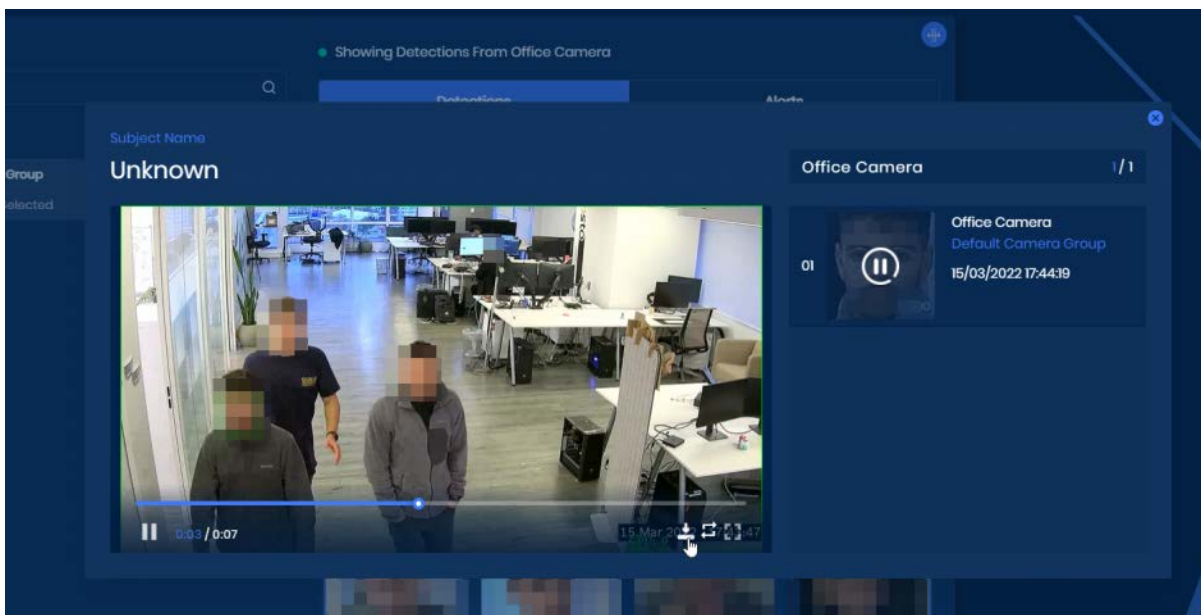 Showing Detections From Office Camera
Detections
Alerts
Group
selected
Subject Name
Unknown
Office Camera
1/1
01
Office Camera
Default Camera Group
15/03/2022 17:44:19
15 Mar
47
0:03 / 0:07